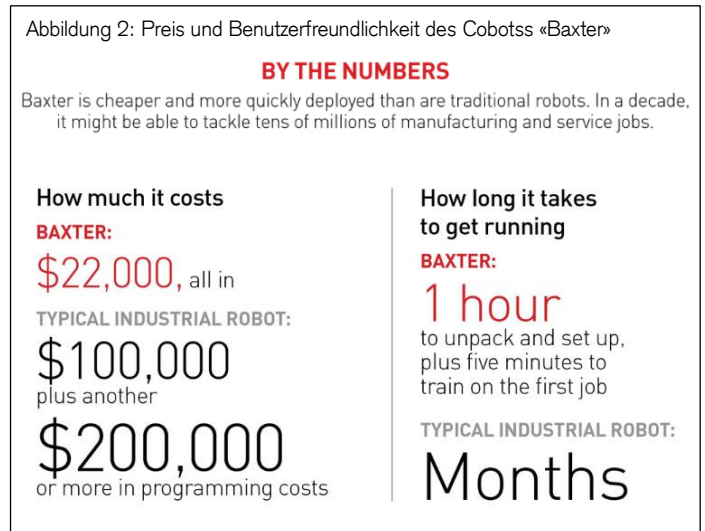 Abbildung 2: Preis und Benutzerfreundlichkeit des Cobotss «Baxter»
BY THE NUMBERS
Baxter is cheaper and more quickly deployed than are traditional robots. In a decade,
it might be able to tackle tens of millions of manufacturing and service jobs.
How much it costs
BAXTER:
$22,000, all in
TYPICAL INDUSTRIAL ROBOT:
$100,000
plus another
$200,000
or more in programming costs
How long it takes
to get running
BAXTER:
1 hour
to unpack and set up,
plus five minutes to
train on the first job
TYPICAL INDUSTRIAL ROBOT:
Months